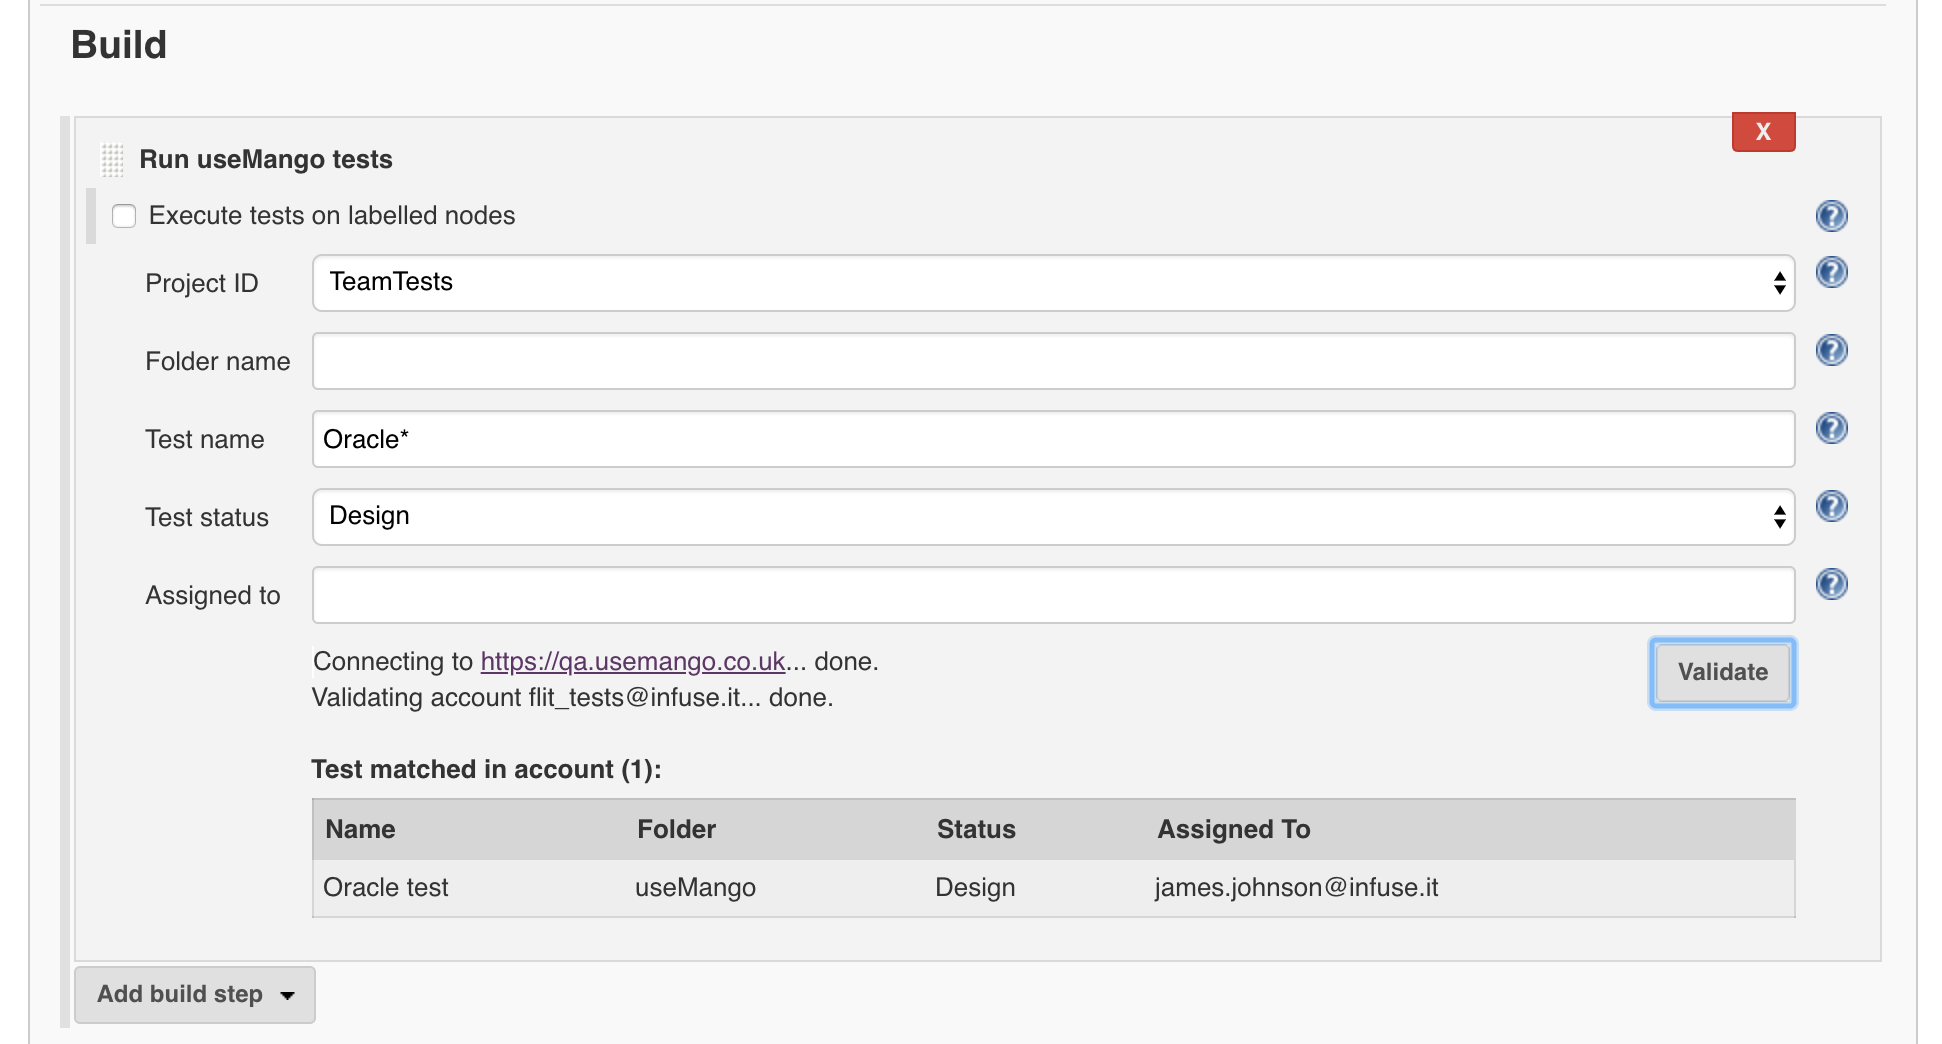 Build
X
Run useMango tests
Execute tests on labelled nodes ?
Project ID TeamTests ?
Folder name ?
Test name Oracle* ?
Test status Design ?
Assigned to ?
Connecting to https://qa.usemango.co.uk... done.
Validate
Validating account flit_tests@infuse.it... done.
Test matched in account (1):
Name Folder Status Assigned To
Oracle test useMango Design james.johnson@infuse.it
Add build step